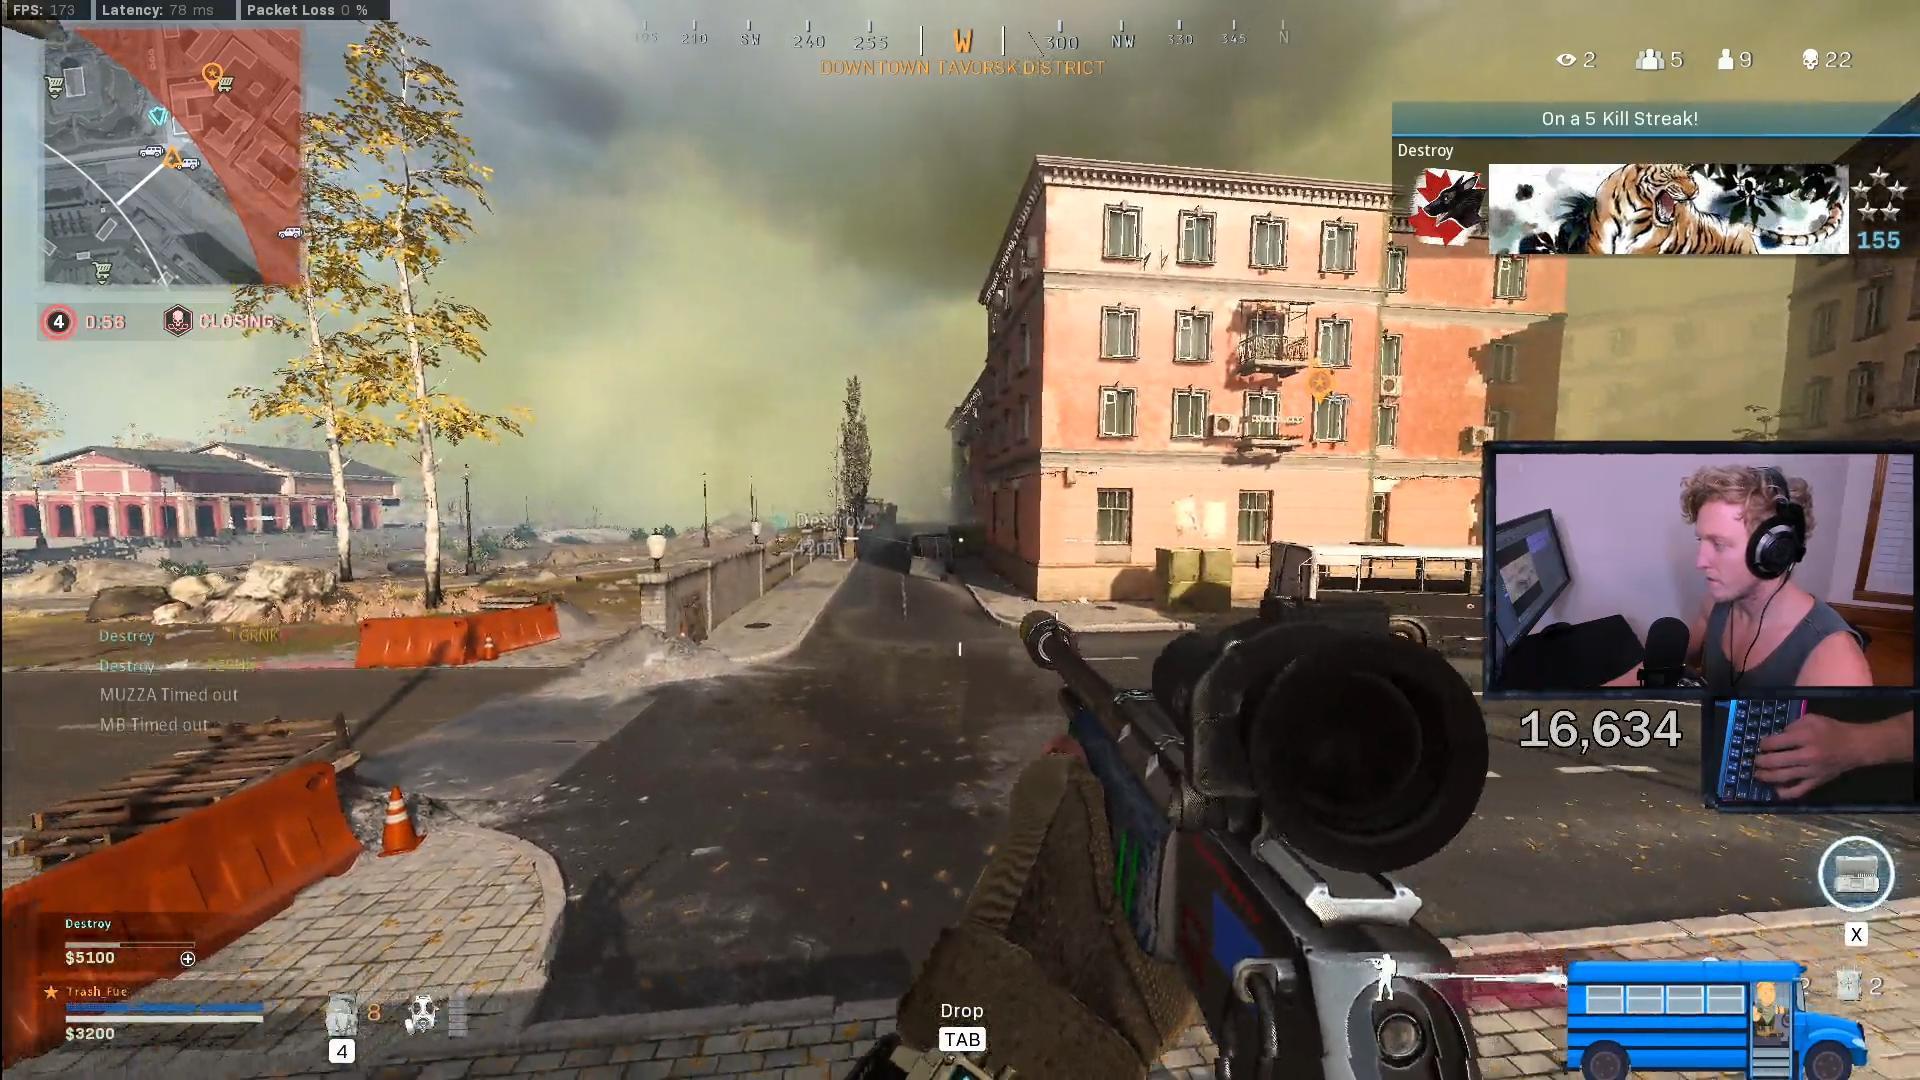 FPS: 173 Latency: 78 ms Packet Loss 0 %
195 210 SW 240 255 W 300 NW 330 345 N
DOWNTOWN TAVORSK DISTRICT
2 5 9 22
On a 5 Kill Streak!
Destroy
155
4 0:56 CLOSING
Destroy
Destroy
Destroy
MUZZA Timed out
MB Timed out
16,634
Destroy
$5100
Trash_Fue
$3200
8
4
Drop
TAB
X
2